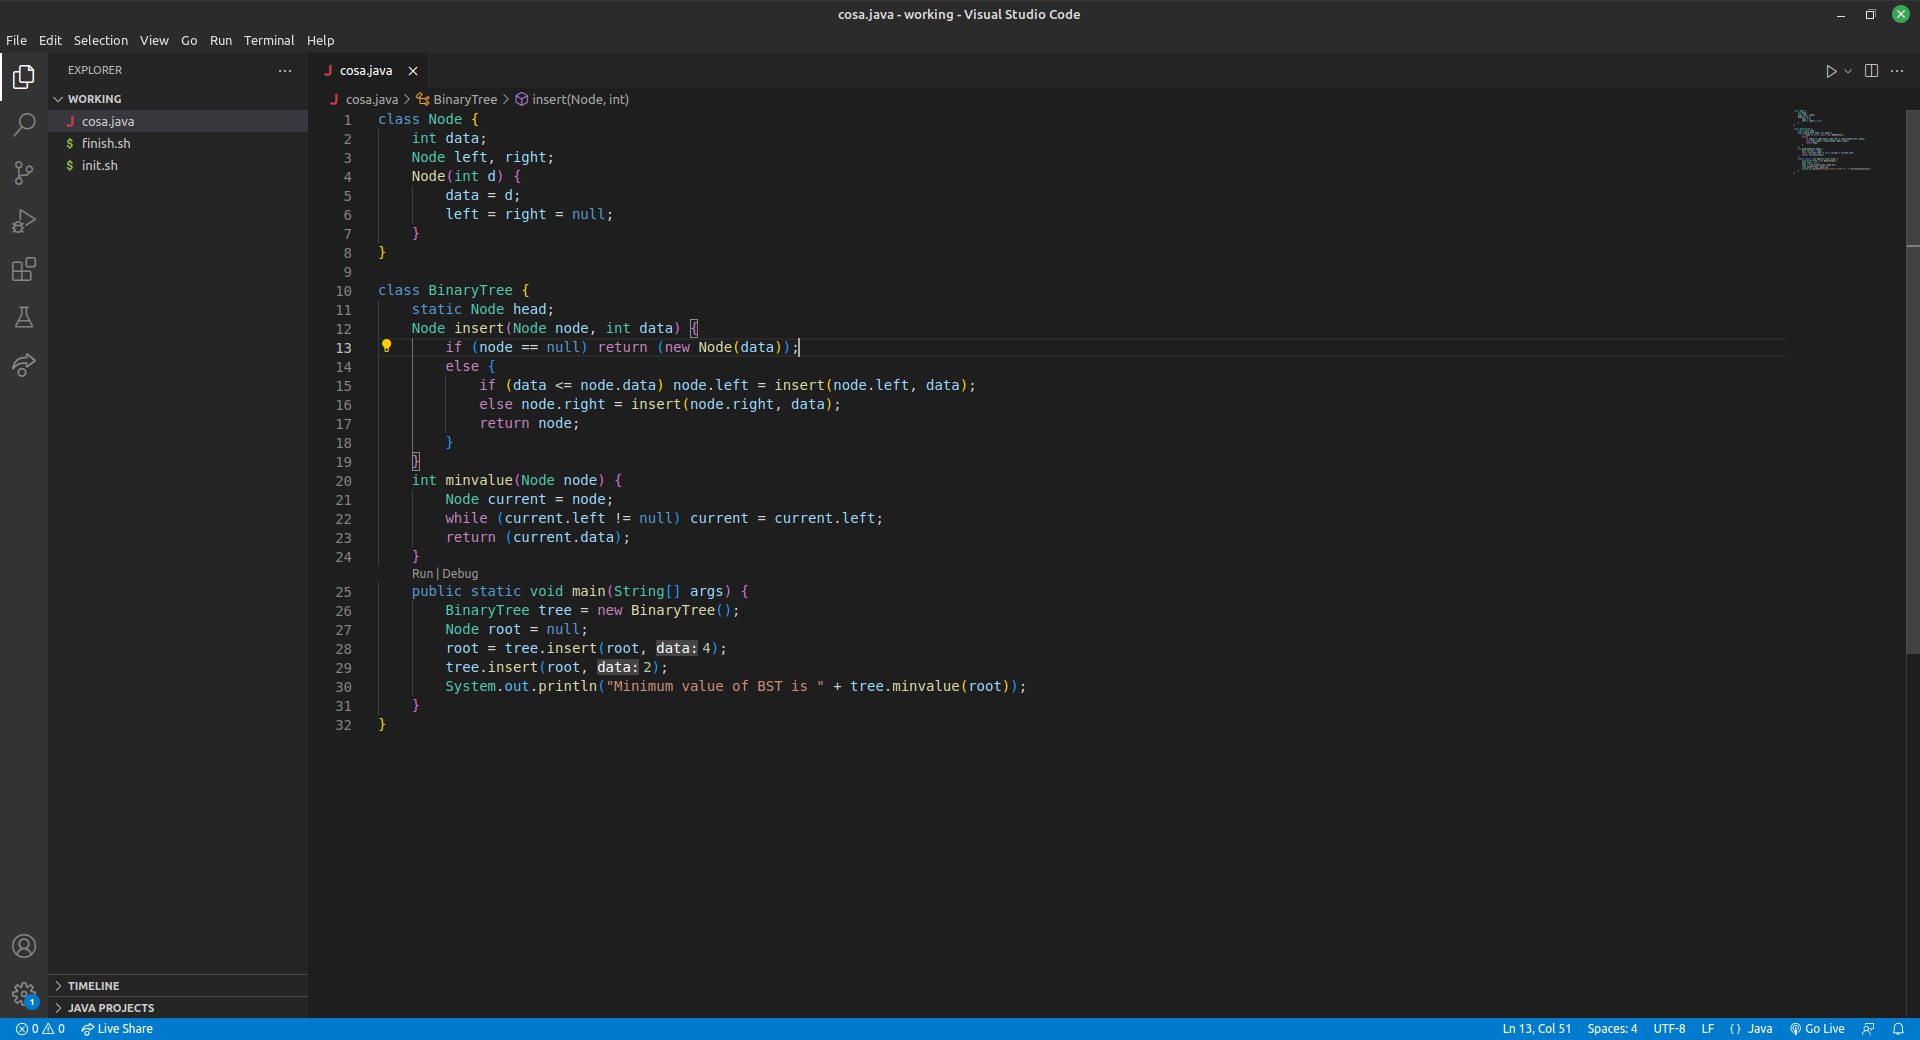 cosa.java - working - Visual Studio Code
File Edit Selection View Go Run Terminal Help
EXPLORER
WORKING
cosa.java
finish.sh
init.sh
TIMELINE
JAVA PROJECTS
cosa.java
cosa.java > BinaryTree > insert(Node, int)
1 class Node {
2     int data;
3     Node left, right;
4     Node(int d) {
5         data = d;
6         left = right = null;
7     }
8 }
9
10 class BinaryTree {
11     static Node head;
12     Node insert(Node node, int data) {
13         if (node == null) return (new Node(data));
14         else {
15             if (data <= node.data) node.left = insert(node.left, data);
16             else node.right = insert(node.right, data);
17             return node;
18         }
19     }
20     int minvalue(Node node) {
21         Node current = node;
22         while (current.left != null) current = current.left;
23         return (current.data);
24     }
Run | Debug
25     public static void main(String[] args) {
26         BinaryTree tree = new BinaryTree();
27         Node root = null;
28         root = tree.insert(root, data: 4);
29         tree.insert(root, data: 2);
30         System.out.println("Minimum value of BST is " + tree.minvalue(root));
31     }
32 }
1
0 0 Live Share Ln 13, Col 51 Spaces: 4 UTF-8 LF {} Java Go Live